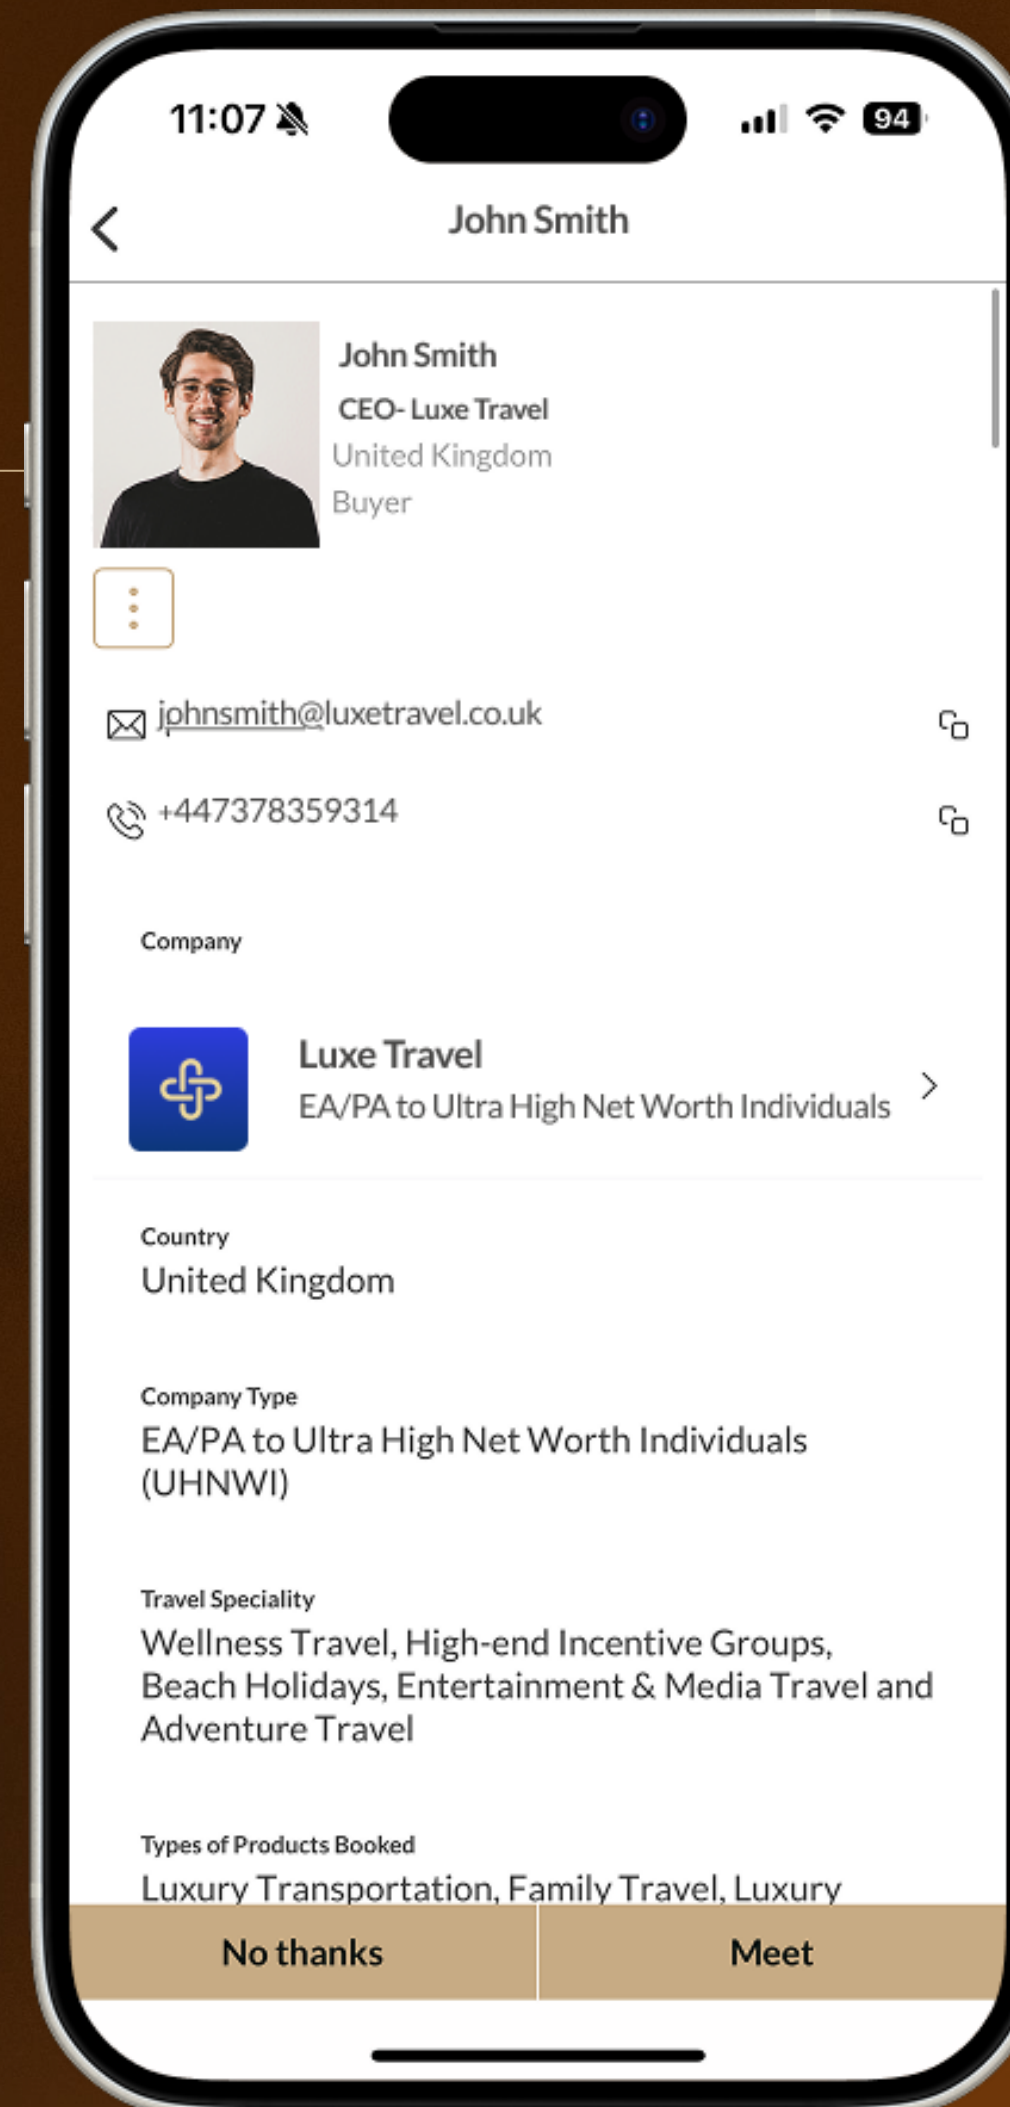 11:07
94
John Smith
John Smith
CEO- Luxe Travel
United Kingdom
Buyer
johnsmith@luxetravel.co.uk
+447378359314
Company
Luxe Travel
EA/PA to Ultra High Net Worth Individuals
Country
United Kingdom
Company Type
EA/PA to Ultra High Net Worth Individuals
(UHNWI)
Travel Speciality
Wellness Travel, High-end Incentive Groups,
Beach Holidays, Entertainment & Media Travel and
Adventure Travel
Types of Products Booked
Luxury Transportation, Family Travel, Luxury
No thanks
Meet